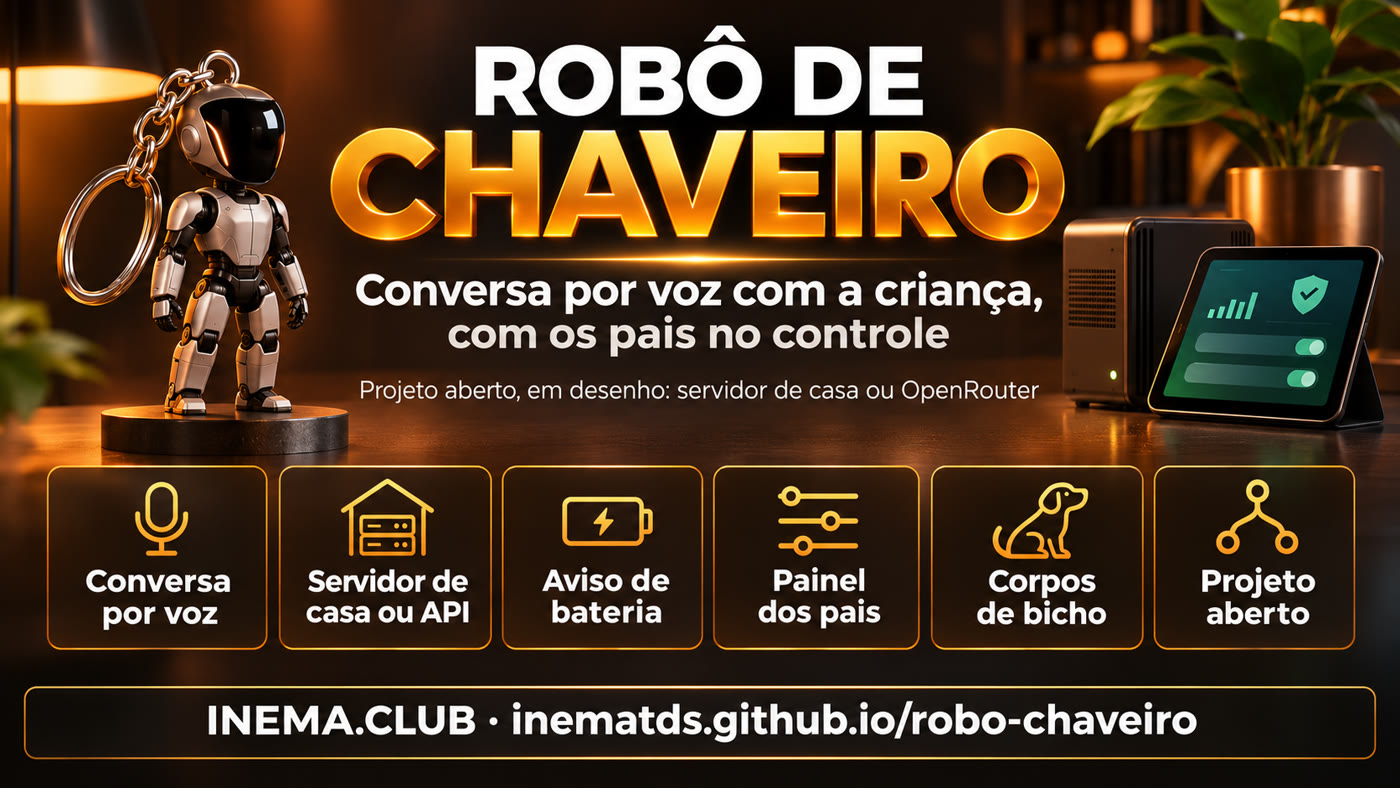 ROBÔ DE
CHAVEIRO
Conversa por voz com a criança,
com os pais no controle
Projeto aberto, em desenho: servidor de casa ou OpenRouter
Conversa
por voz
Servidor de
casa ou API
Aviso de
bateria
Painel
dos pais
Corpos
de bicho
Projeto
aberto
INEMA.CLUB · inematds.github.io/robo-chaveiro